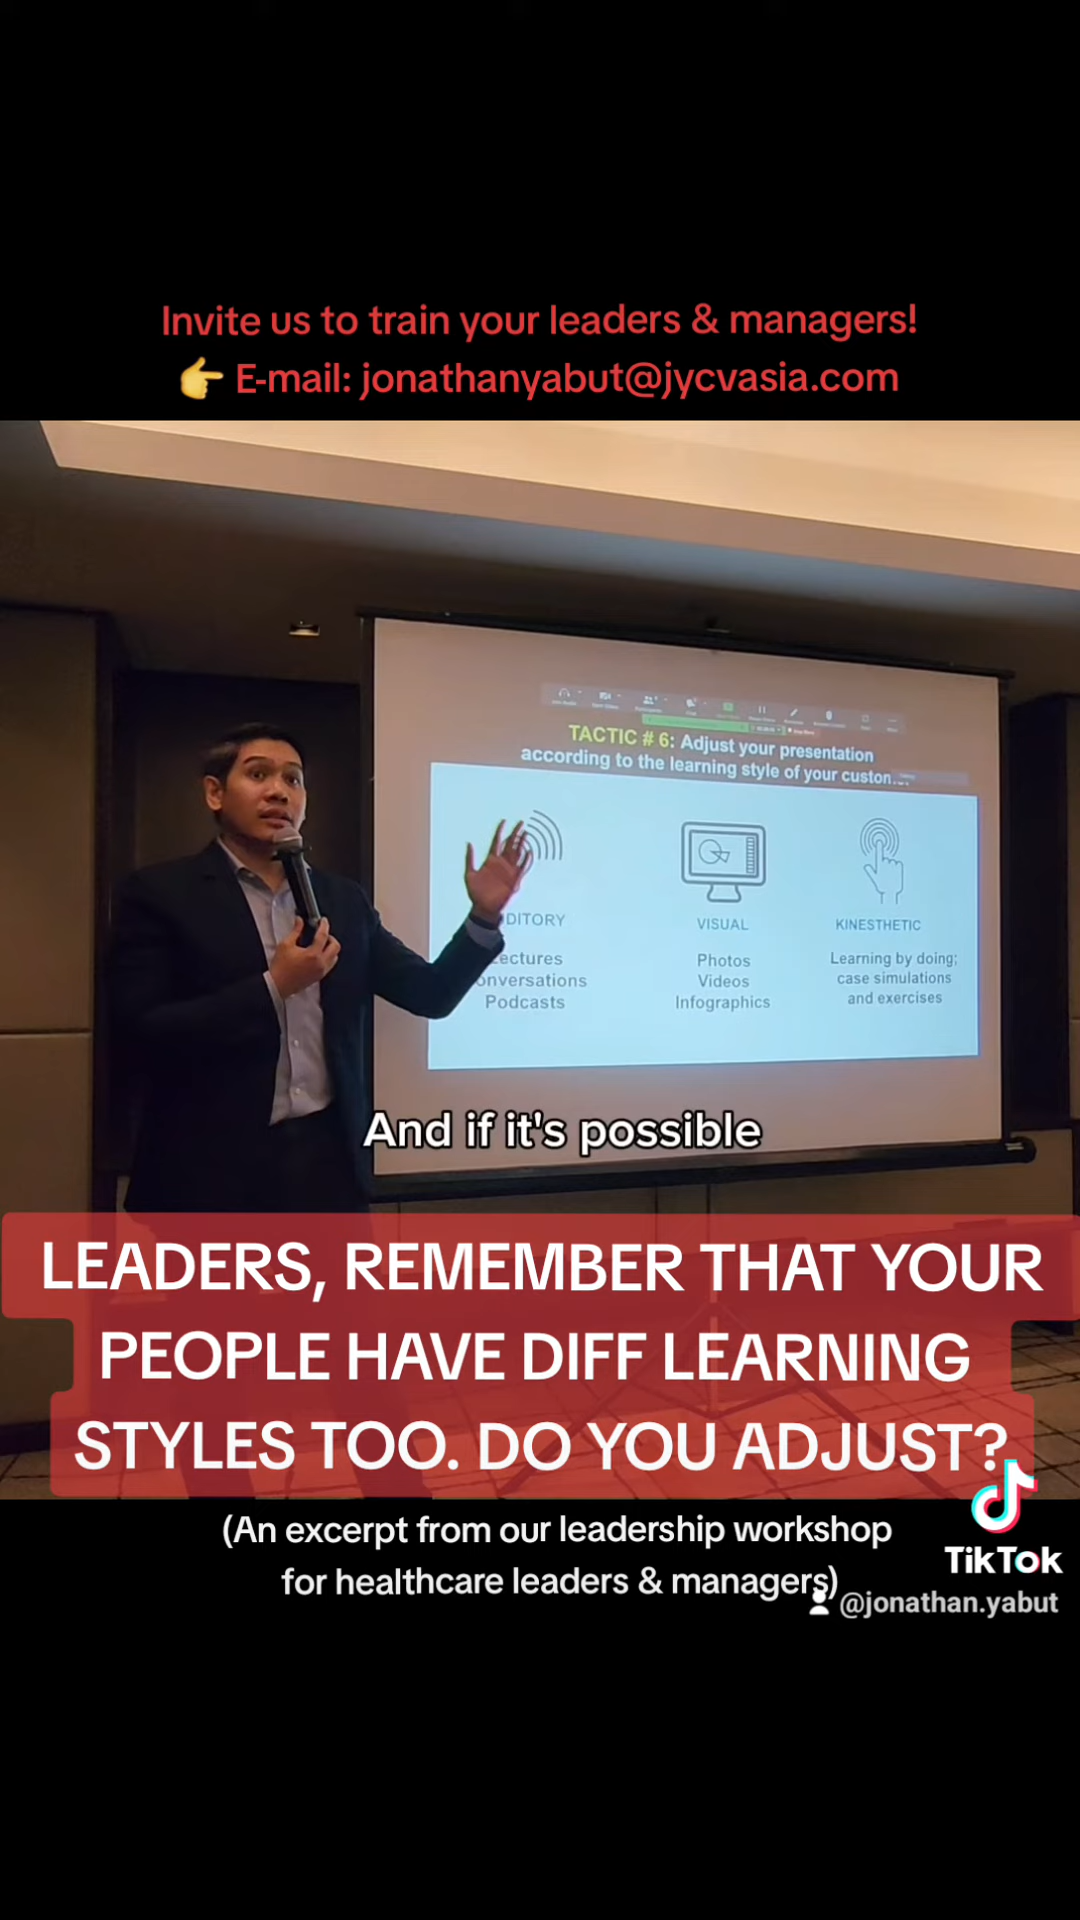 Invite us to train your leaders & managers!
👉 E-mail: jonathanyabut@jycvasia.com
TACTIC # 6: Adjust your presentation
according to the learning style of your custom
DITORY
VISUAL
KINESTHETIC
Lectures
onversations
Podcasts
Photos
Videos
Infographics
Learning by doing;
case simulations
and exercises
And if it's possible
LEADERS, REMEMBER THAT YOUR
PEOPLE HAVE DIFF LEARNING
STYLES TOO. DO YOU ADJUST?
(An excerpt from our leadership workshop
for healthcare leaders & managers)
TikTok
@jonathan.yabut